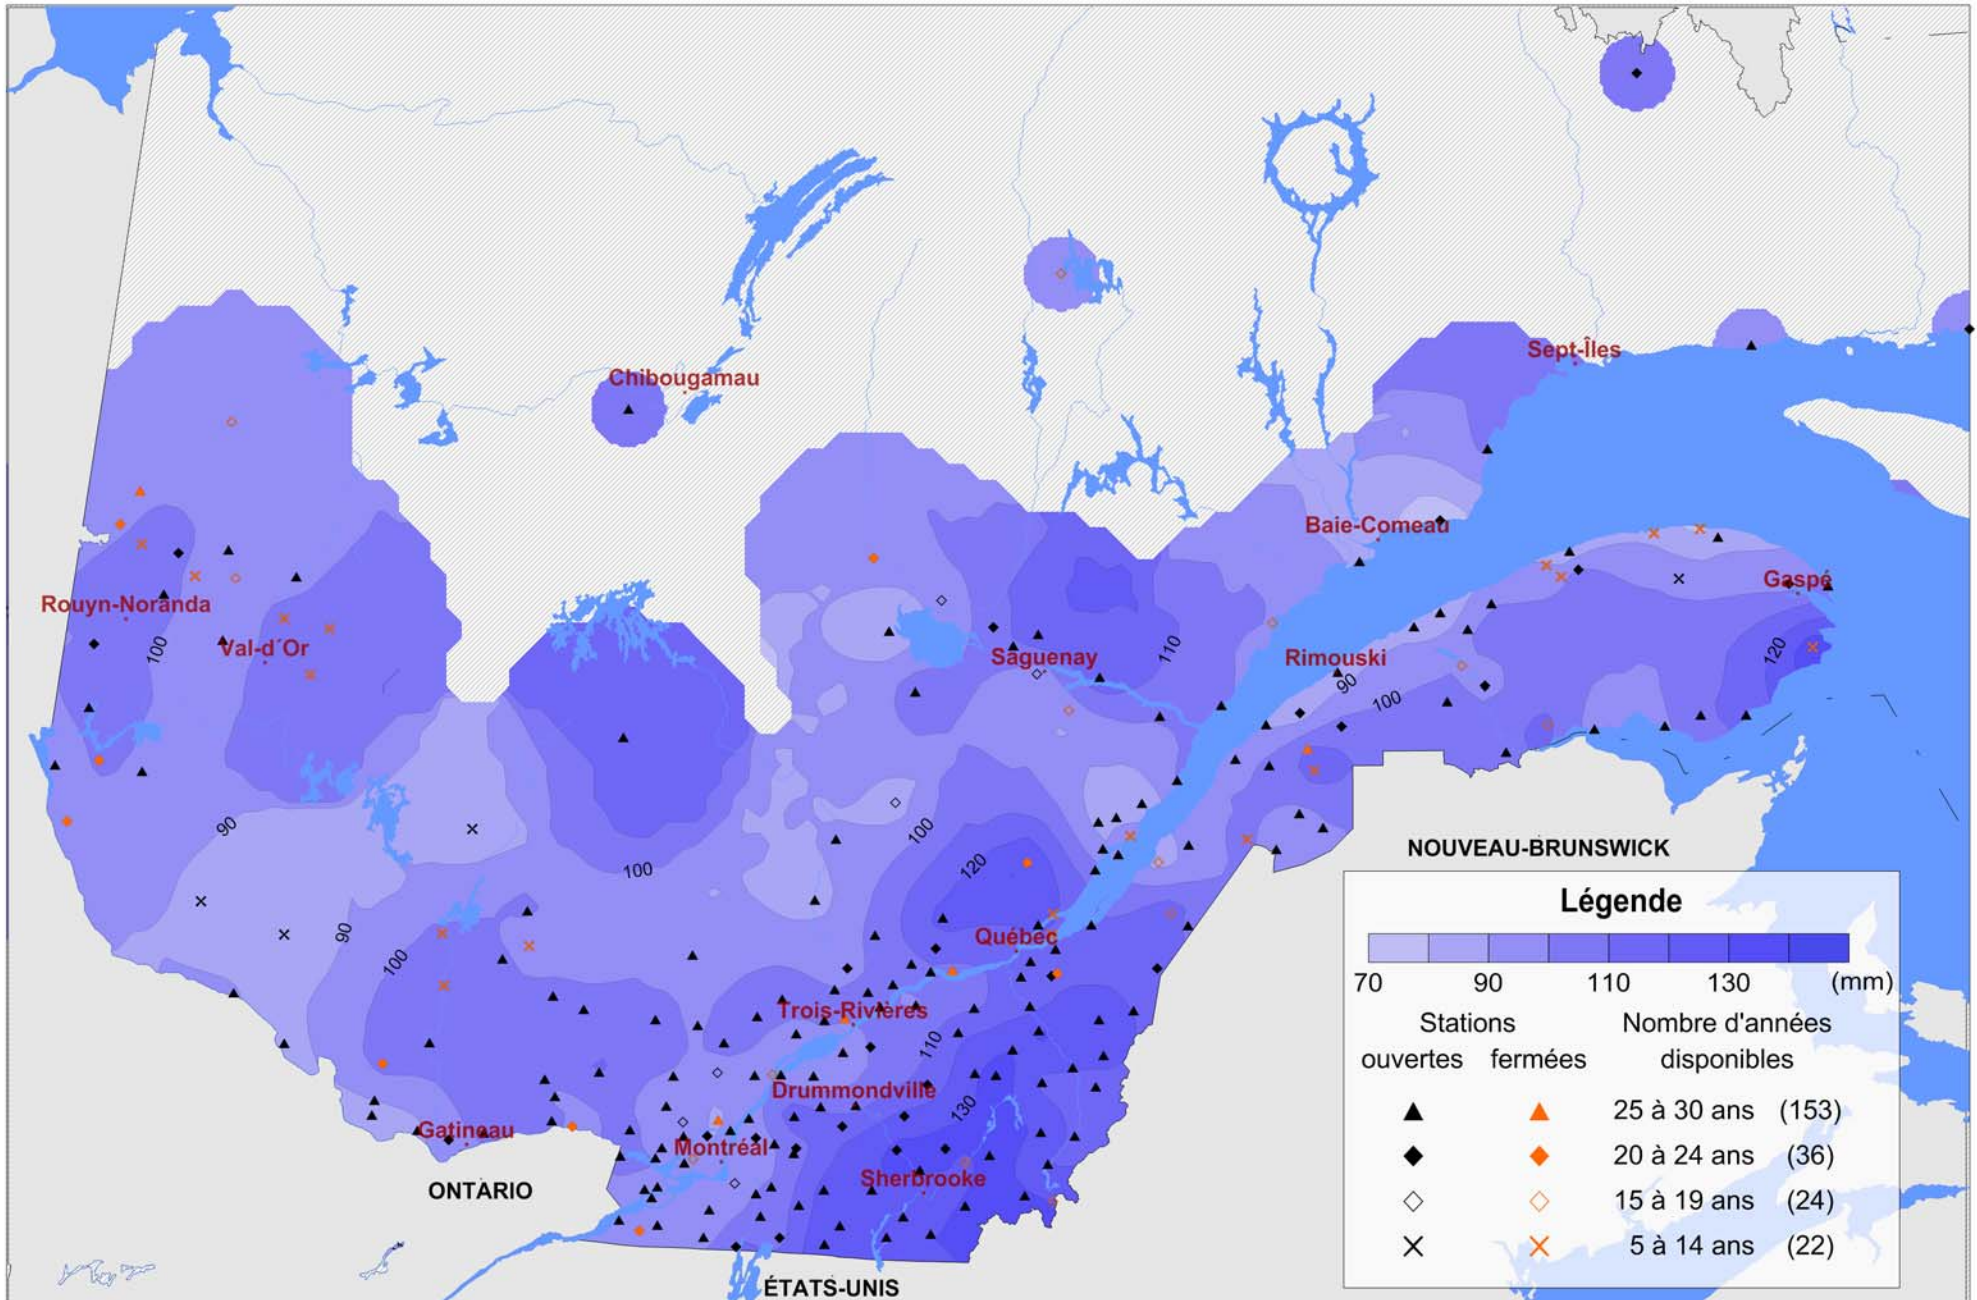 Sept-Îles
Chibougamau
Baie-Comeau
Gaspé
Rouyn-Noranda
100
Val-d´Or
Saguenay
110
Rimouski
120
90
100
90
100
120
100
NOUVEAU-BRUNSWICK
90
100
Québec
Trois-Rivières
110
Drummondville
130
Gatineau
Montréal
Sherbrooke
ONTARIO
ÉTATS-UNIS
Légende
70 90 110 130 (mm)
Stations Nombre d'années
ouvertes fermées disponibles
25 à 30 ans (153)
20 à 24 ans (36)
15 à 19 ans (24)
5 à 14 ans (22)